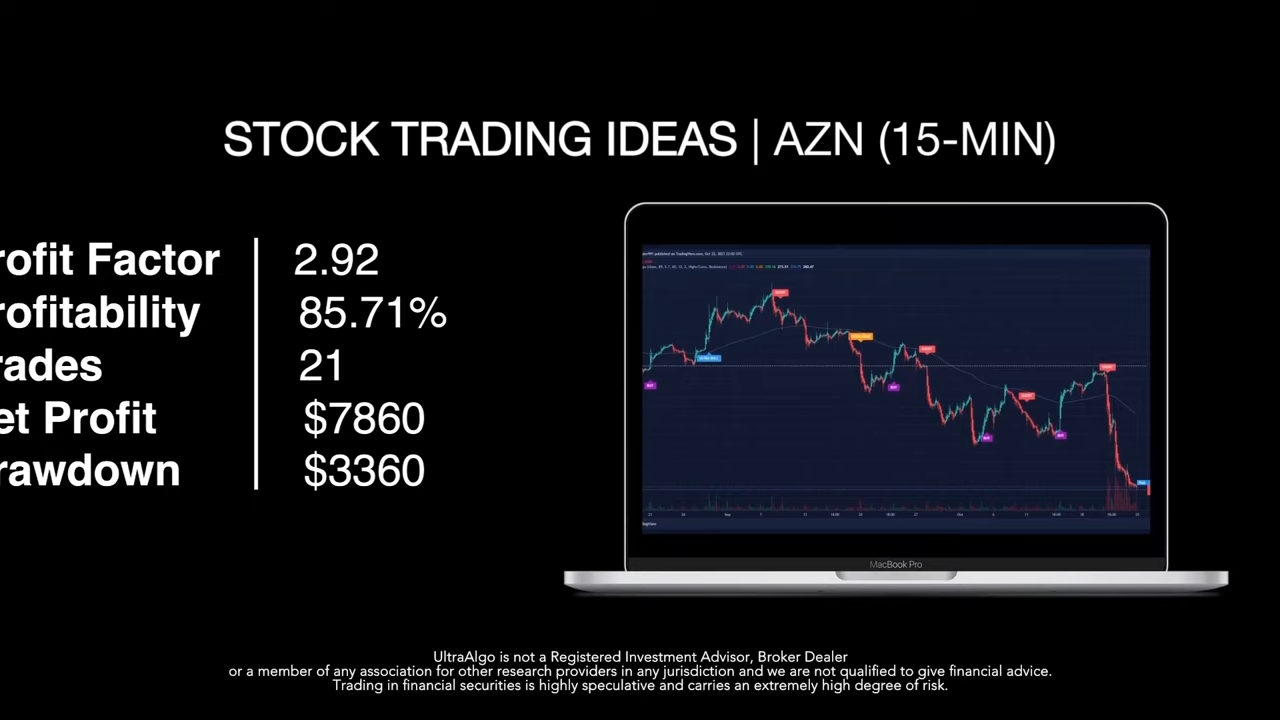 STOCK TRADING IDEAS | AZN (15-MIN)
rofit Factor 2.92
rofitability 85.71%
rades 21
et Profit $7860
rawdown $3360
MacBook Pro
UltraAlgo is not a Registered Investment Advisor, Broker Dealer
or a member of any association for other research providers in any jurisdiction and we are not qualified to give financial advice.
Trading in financial securities is highly speculative and carries an extremely high degree of risk.